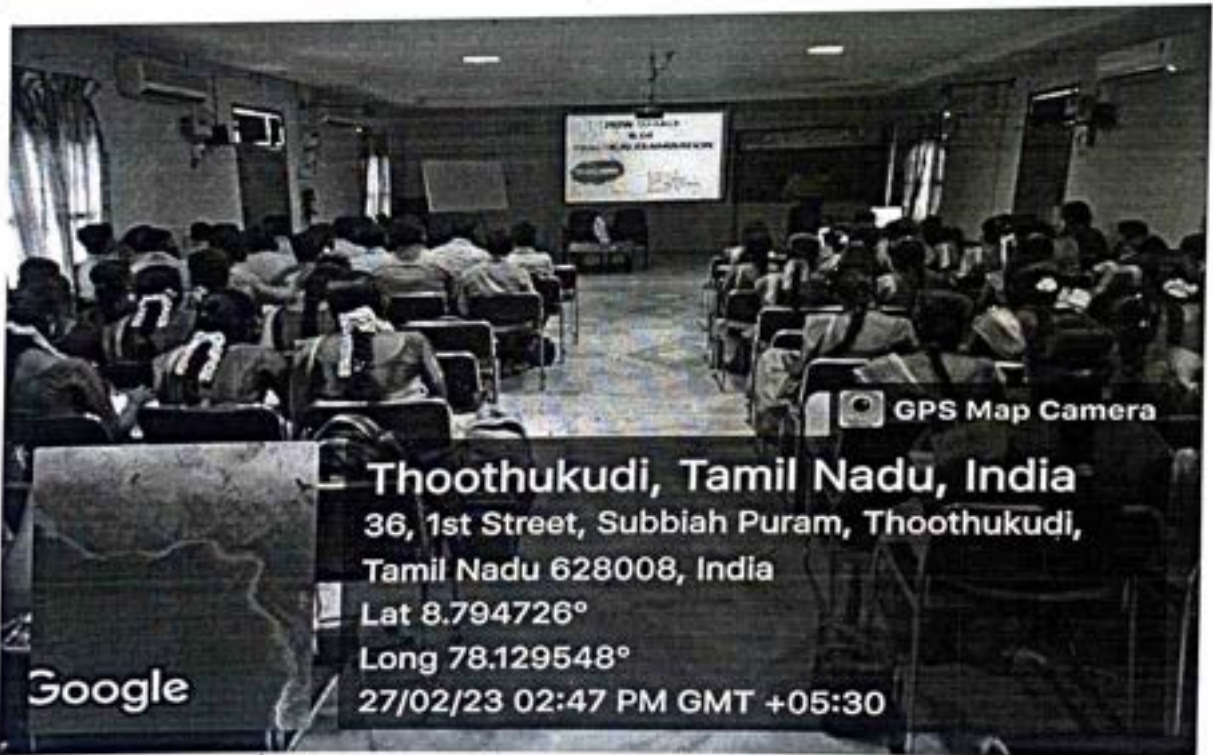 EXAMINATION
GPS Map Camera
Thoothukudi, Tamil Nadu, India
36, 1st Street, Subbiah Puram, Thoothukudi,
Tamil Nadu 628008, India
Lat 8.794726°
Long 78.129548°
27/02/23 02:47 PM GMT +05:30
Google